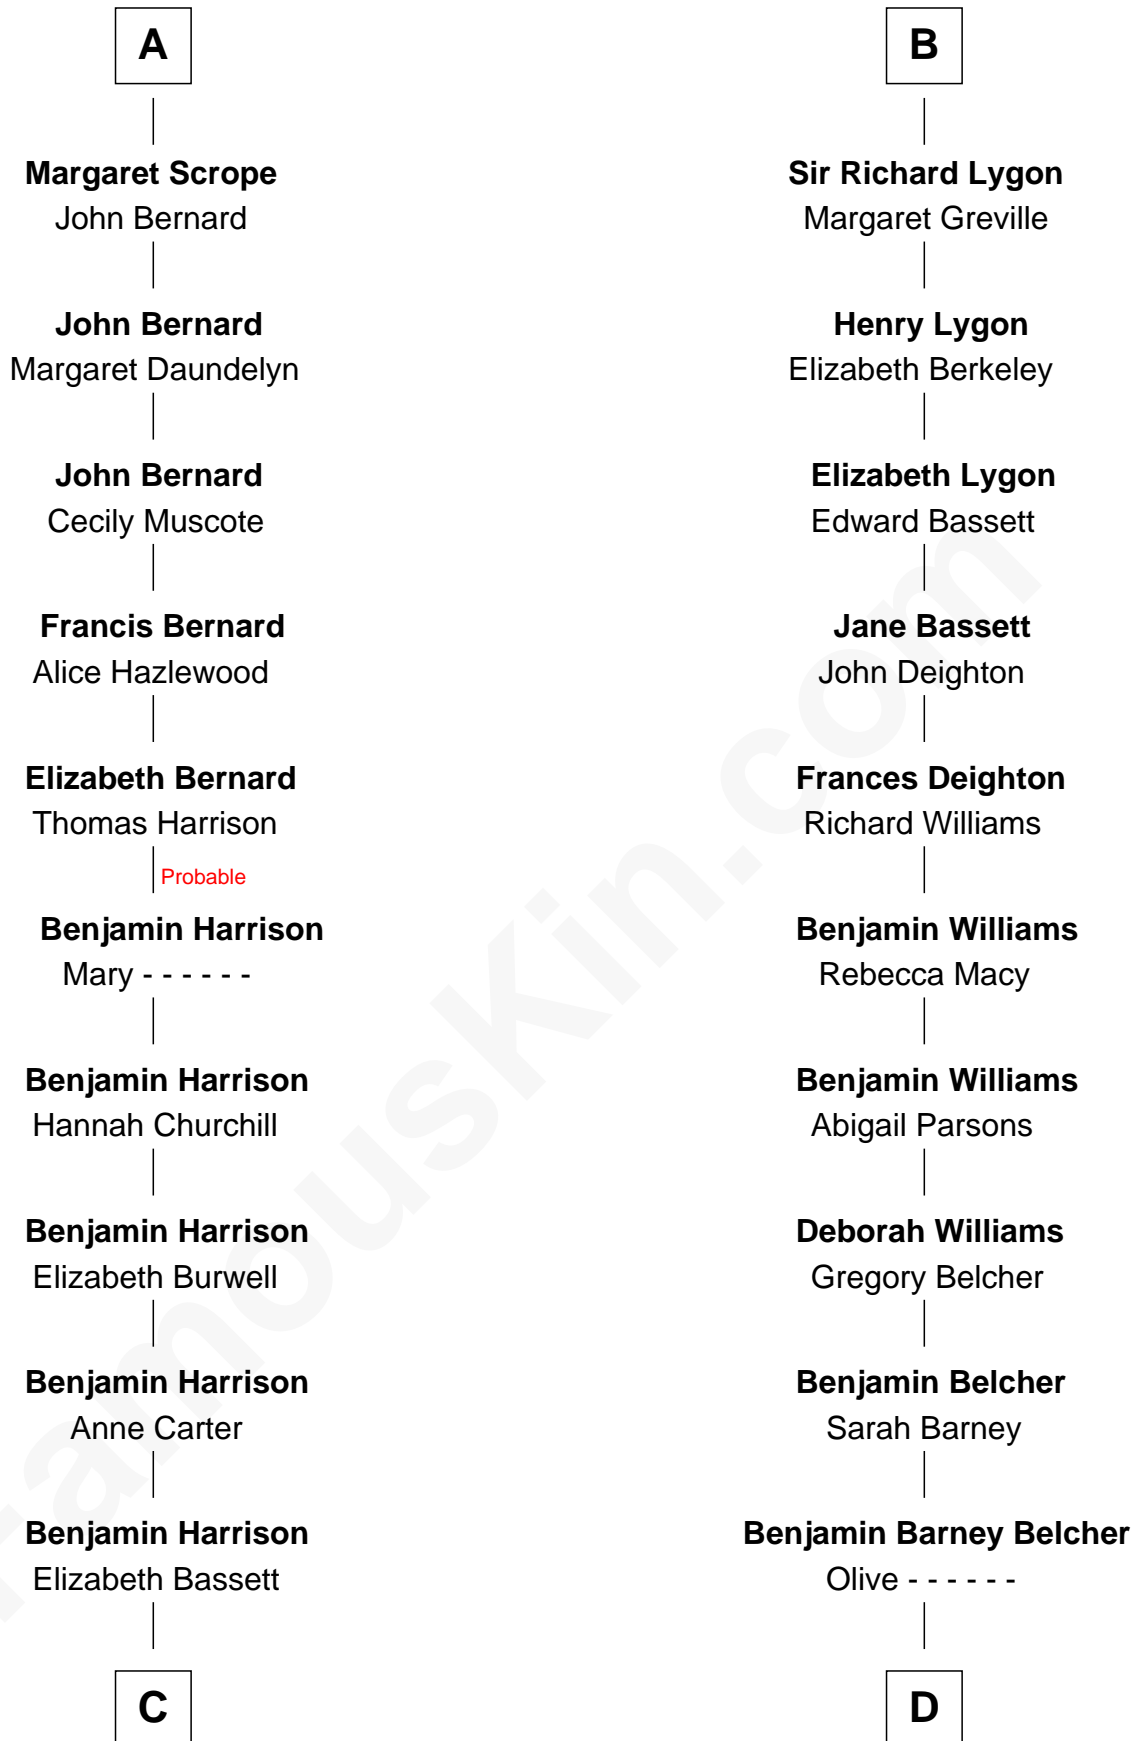 A
Margaret Scrope
John Bernard
John Bernard
Margaret Daundelyn
John Bernard
Cecily Muscote
Francis Bernard
Alice Hazlewood
Elizabeth Bernard
Thomas Harrison
Probable
Benjamin Harrison
Mary - - - - - -
Benjamin Harrison
Hannah Churchill
Benjamin Harrison
Elizabeth Burwell
Benjamin Harrison
Anne Carter
Benjamin Harrison
Elizabeth Bassett
C
B
Sir Richard Lygon
Margaret Greville
Henry Lygon
Elizabeth Berkeley
Elizabeth Lygon
Edward Bassett
Jane Bassett
John Deighton
Frances Deighton
Richard Williams
Benjamin Williams
Rebecca Macy
Benjamin Williams
Abigail Parsons
Deborah Williams
Gregory Belcher
Benjamin Belcher
Sarah Barney
Benjamin Barney Belcher
Olive - - - - - -
D
FamousKin.com